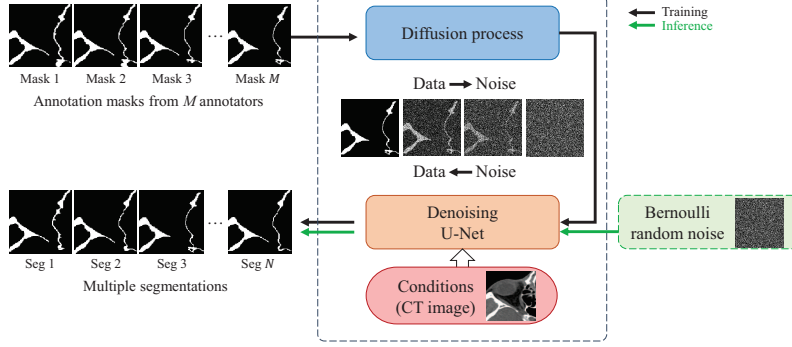 Training
Inference
Diffusion process
...
Mask 1 Mask 2 Mask 3 Mask M
Annotation masks from M annotators
Data Noise
Data Noise
Denoising
U-Net
Bernoulli
random noise
...
Seg 1 Seg 2 Seg 3 Seg N
Multiple segmentations
Conditions
(CT image)